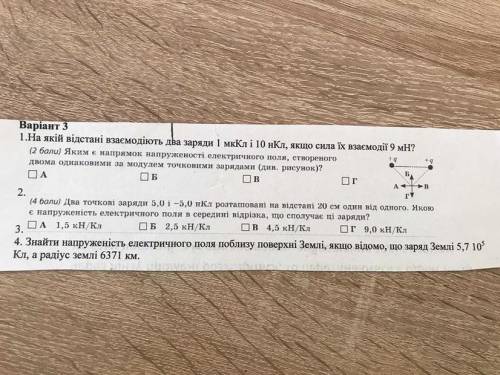 Варіант 3
1.На якій відстані взаємодіють два заряди 1 мкКл і 10 нКл, якщо сила їх взаємодії 9 мН?
(2 бали) Яким є напрямок напруженості електричного поля, створеного
двома однаковими за модулем точковими зарядами (див. рисунок)?
+q +q
Б
А В
Г
А Б В Г
2.
(4 бали) Два точкові заряди 5,0 і −5,0 нКл розташовані на відстані 20 см один від одного. Якою
є напруженість електричного поля в середині відрізка, що сполучає ці заряди?
3. А 1,5 кН/Кл Б 2,5 кН/Кл В 4,5 кН/Кл Г 9,0 кН/Кл
4. Знайти напруженість електричного поля поблизу поверхні Землі, якщо відомо, що заряд Землі 5,7 10⁵
Кл, а радіус землі 6371 км.